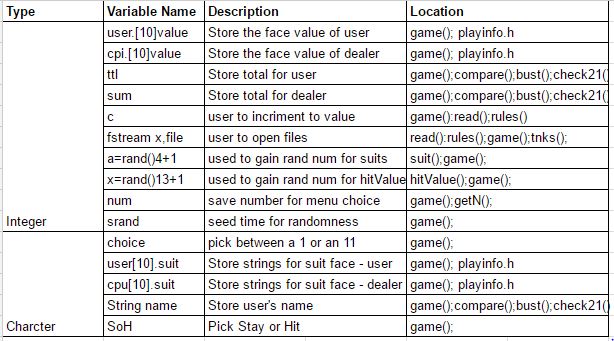 Type Variable Name Description Location
user.[10]value Store the face value of user game(); playinfo.h
cpi.[10]value Store the face value of dealer game(); playinfo.h
ttl Store total for user game();compare();bust();check21()
sum Store total for dealer game();compare();bust();check21()
c user to incriment to value game():read();rules()
fstream x,file user to open files read():rules();game();tnks();
a=rand()4+1 used to gain rand num for suits suit();game();
x=rand()13+1 used to gain rand num for hitValue hitValue();game();
num save number for menu choice game();getN();
Integer srand seed time for randomness game();
choice pick between a 1 or an 11 game();
user[10].suit Store strings for suit face - user game(); playinfo.h
cpu[10].suit Store strings for suit face - dealer game(); playinfo.h
String name Store user's name game();compare();bust();check21()
Charcter SoH Pick Stay or Hit game();